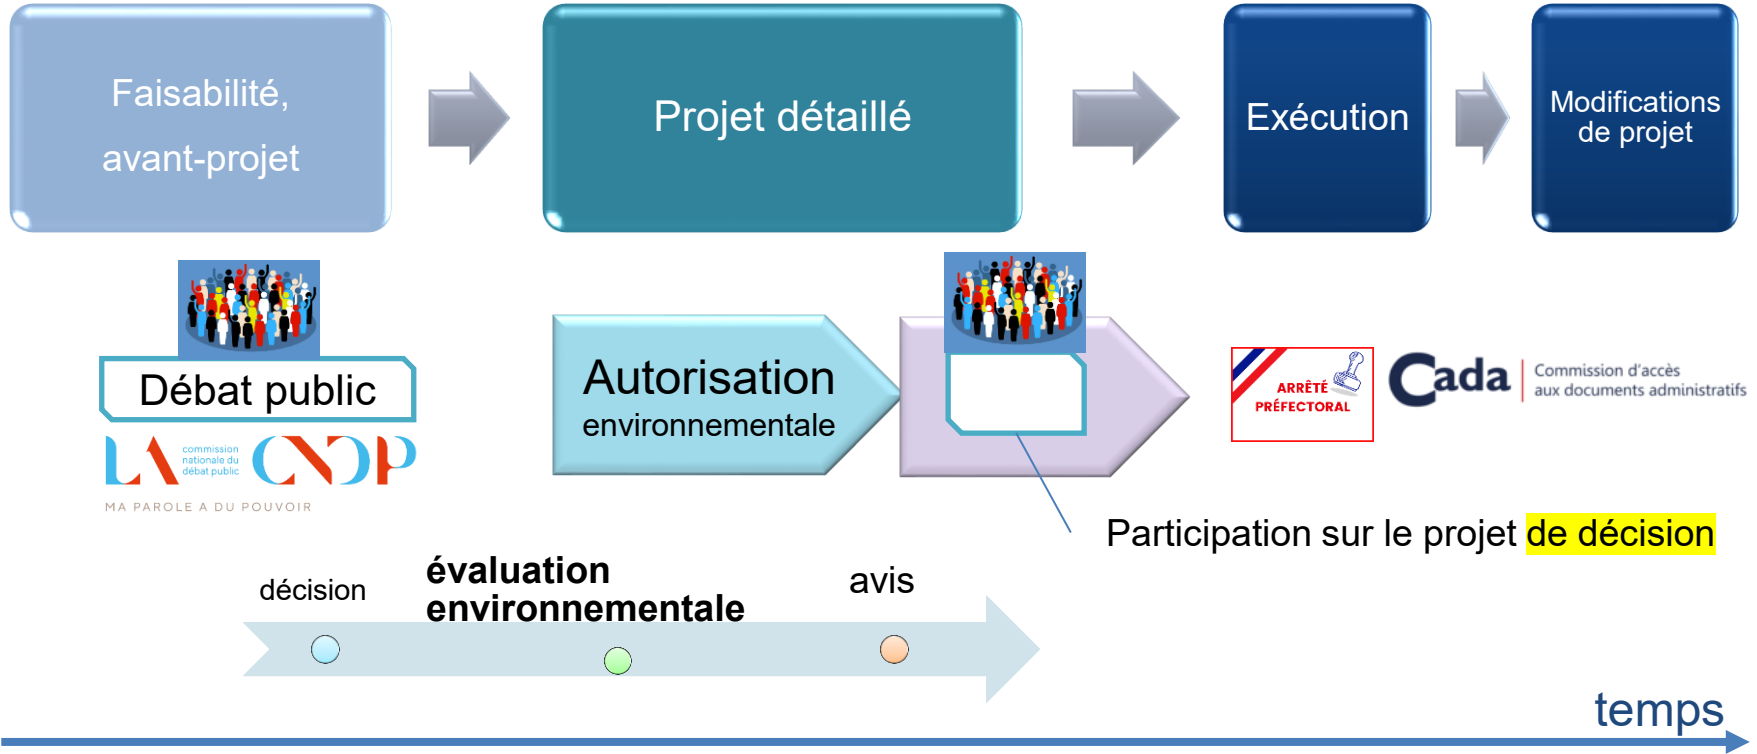 Faisabilité,
avant-projet
Projet détaillé
Exécution
Modifications
de projet
Débat public
LA commission
nationale du
débat public CNDP
MA PAROLE A DU POUVOIR
Autorisation
environnementale
ARRÊTÉ
PRÉFECTORAL
Cada
Commission d'accès
aux documents administratifs
Participation sur le projet de décision
décision
évaluation
environnementale
avis
temps